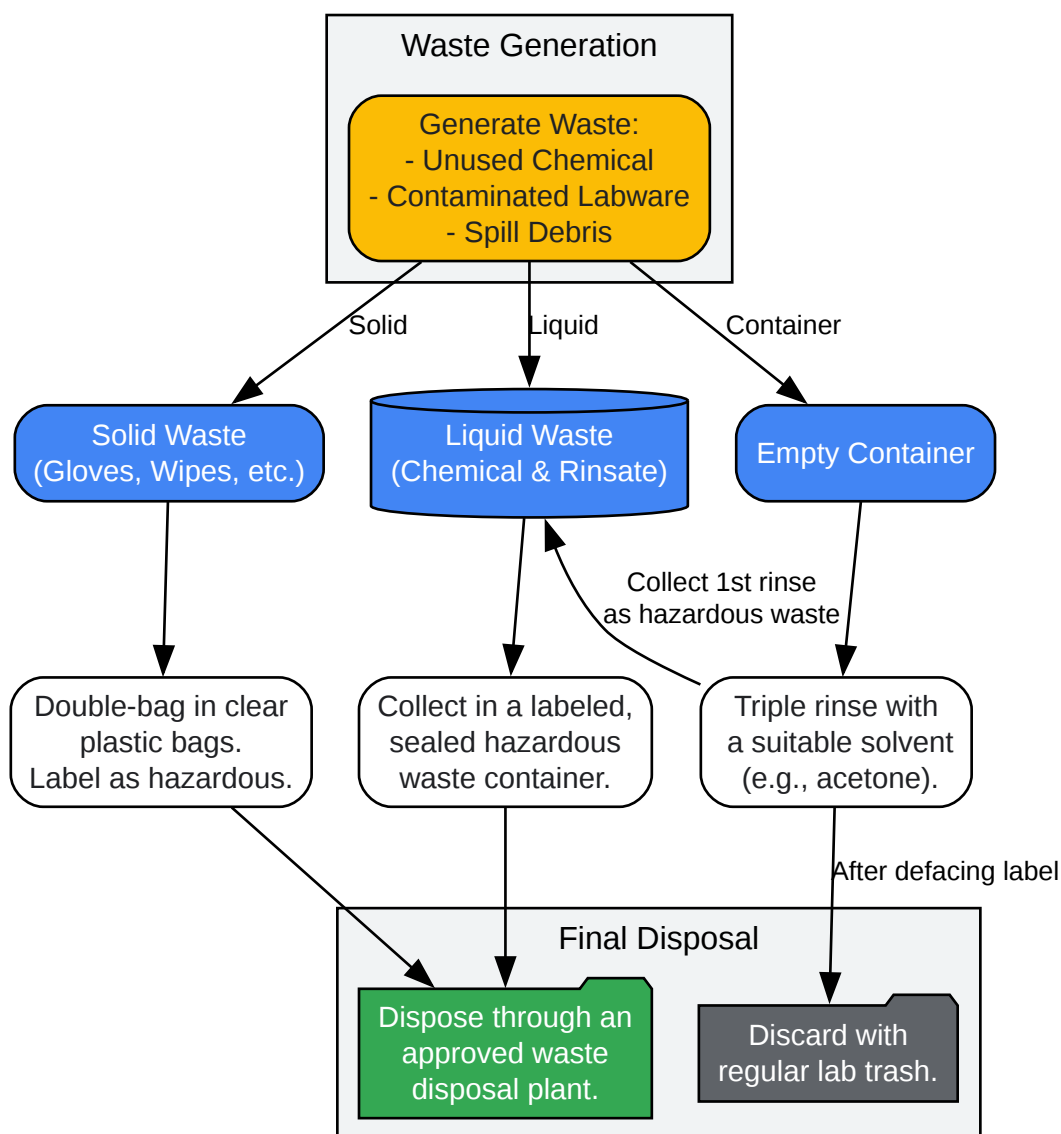 Waste Generation
Generate Waste:
- Unused Chemical
- Contaminated Labware
- Spill Debris
Solid
Liquid
Container
Solid Waste
(Gloves, Wipes, etc.)
Liquid Waste
(Chemical & Rinsate)
Empty Container
Collect 1st rinse
as hazardous waste
Double-bag in clear
plastic bags.
Label as hazardous.
Collect in a labeled,
sealed hazardous
waste container.
Triple rinse with
a suitable solvent
(e.g., acetone).
After defacing label
Final Disposal
Dispose through an
approved waste
disposal plant.
Discard with
regular lab trash.